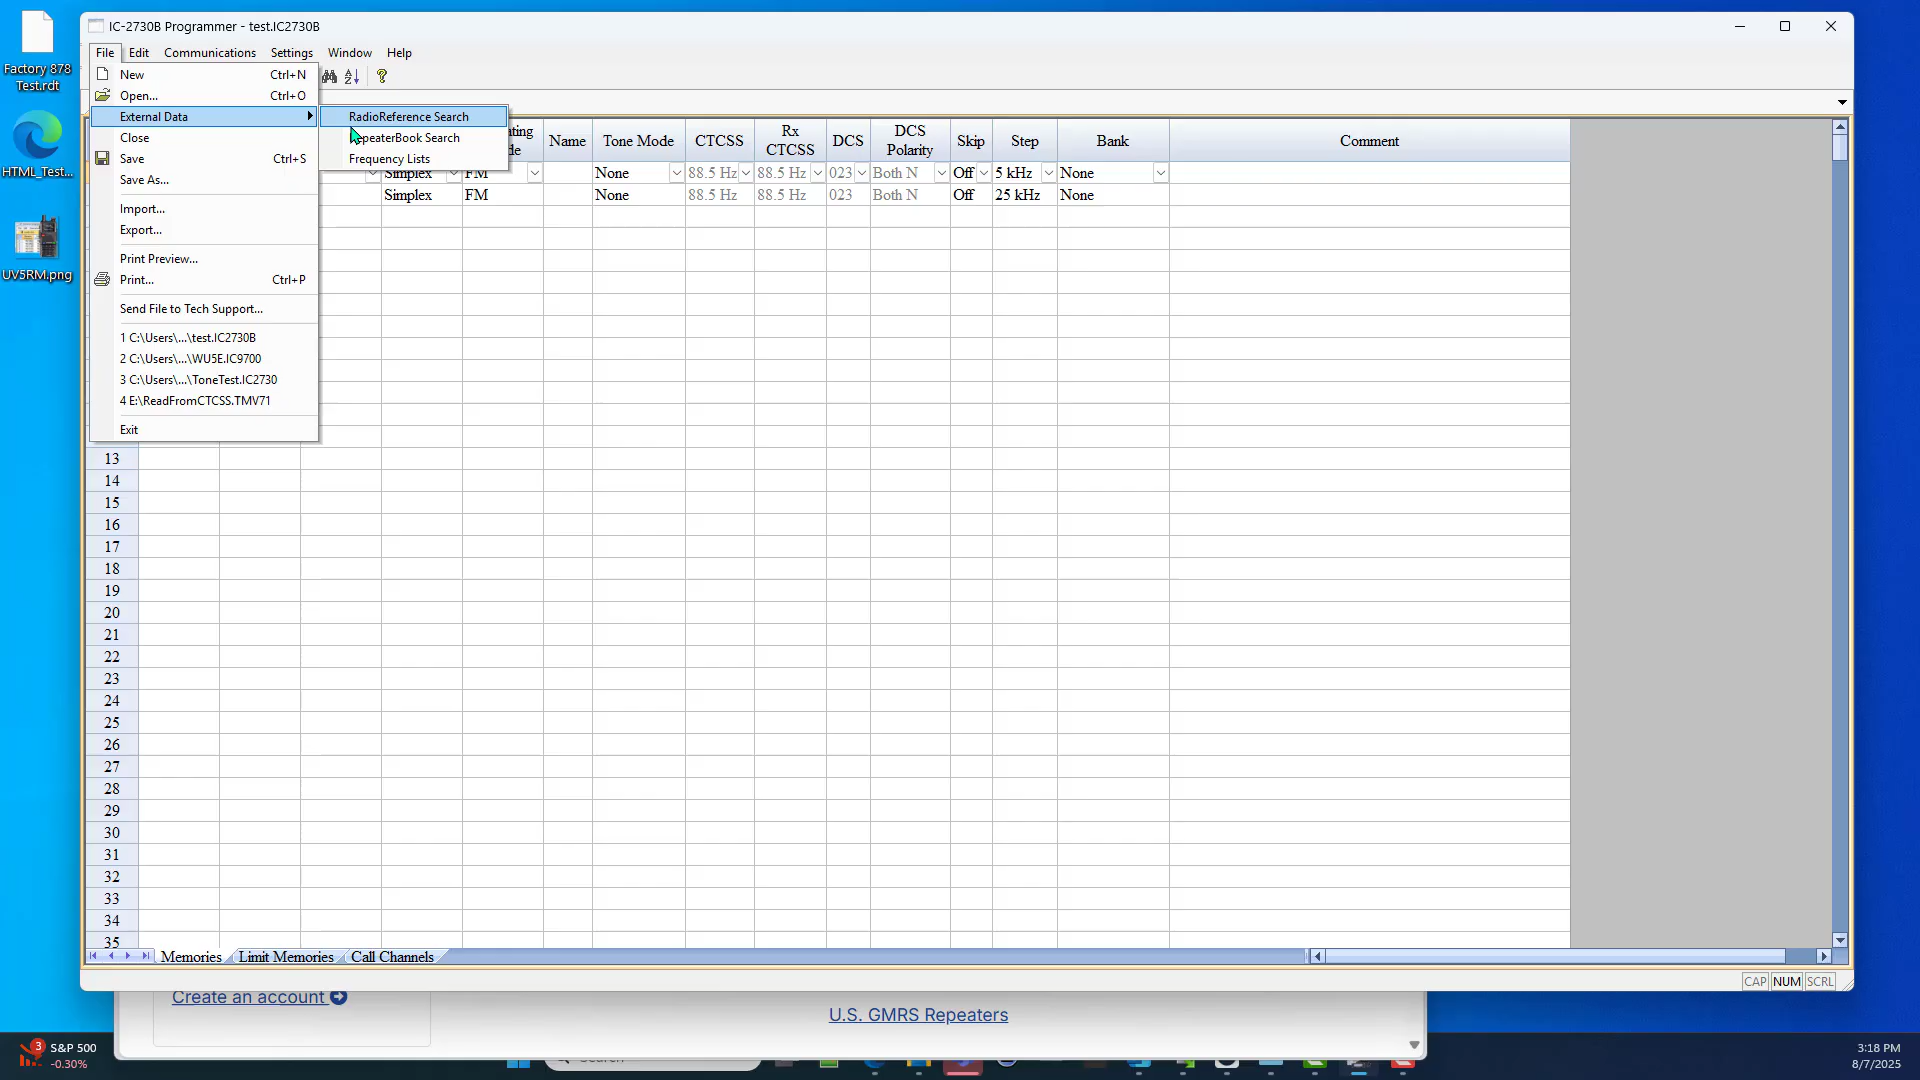 Factory 878
Test.rdt
HTML_Test...
UV5RM.png
IC-2730B Programmer - test.IC2730B
File Edit Communications Settings Window Help
New Ctrl+N
Open... Ctrl+O
External Data
Close
Save Ctrl+S
Save As...
Import...
Export...
Print Preview...
Print... Ctrl+P
Send File to Tech Support...
1 C:\Users\...\test.IC2730B
2 C:\Users\...\WU5E.IC9700
3 C:\Users\...\ToneTest.IC2730
4 E:\ReadFromCTCSS.TMV71
Exit
RadioReference Search
RepeaterBook Search
Frequency Lists
Name Tone Mode CTCSS Rx CTCSS DCS DCS Polarity Skip Step Bank Comment
Simplex FM None 88.5 Hz 88.5 Hz 023 Both N Off 5 kHz None
Simplex FM None 88.5 Hz 88.5 Hz 023 Both N Off 25 kHz None
13
14
15
16
17
18
19
20
21
22
23
24
25
26
27
28
29
30
31
32
33
34
35
Memories Limit Memories Call Channels
CAP NUM SCRL
Create an account
U.S. GMRS Repeaters
3
S&P 500
-0.30%
Search
3:18 PM
8/7/2025